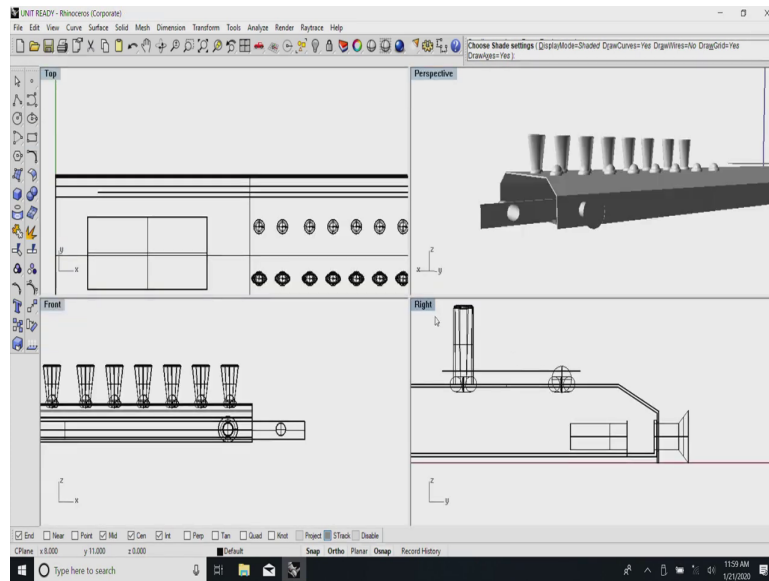 UNIT READY - Rhinoceros (Corporate)
File Edit View Curve Surface Solid Mesh Dimension Transform Tools Analyze Render Raytrace Help
Choose Shade settings ( DisplayMode=Shaded DrawCurves=Yes DrawWires=No DrawGrid=Yes
DrawAxes=Yes ):
Top
Perspective
y
x
z
x y
Front
Right
z
x
z
y
End Near Point Mid Cen Int Perp Tan Quad Knot Project STrack Disable
CPlane x 8.000 y 11.000 z 0.000 Default Snap Ortho Planar Osnap Record History
Type here to search
11:59 AM
1/21/2020